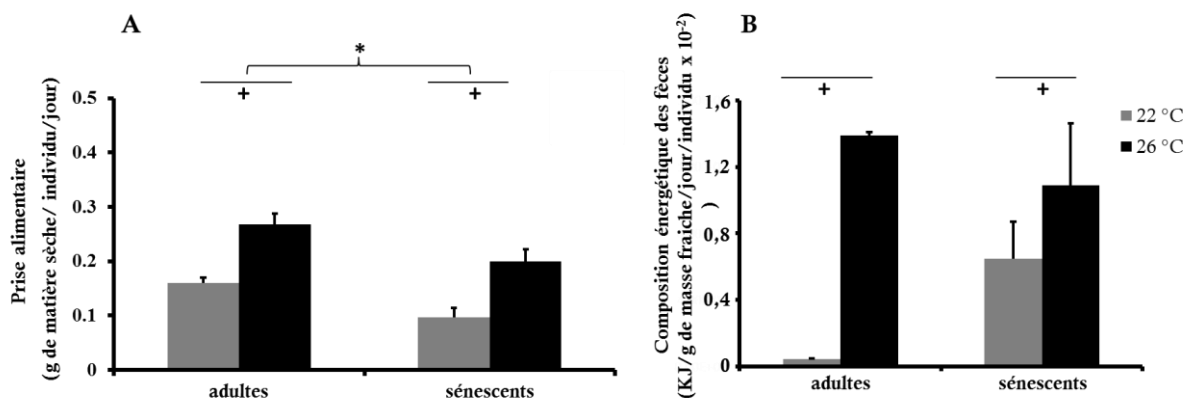 A
*
+
+
Prise alimentaire
(g de matière sèche/ individu/jour)
0.5
0.4
0.3
0.2
0.1
0
adultes
sénescents
B
+
+
Composition énergétique des fèces
(KJ/g de masse fraiche/jour/individu x 10-2
)
1,6
1,2
0,8
0,4
0
adultes
sénescents
22 °C
26 °C